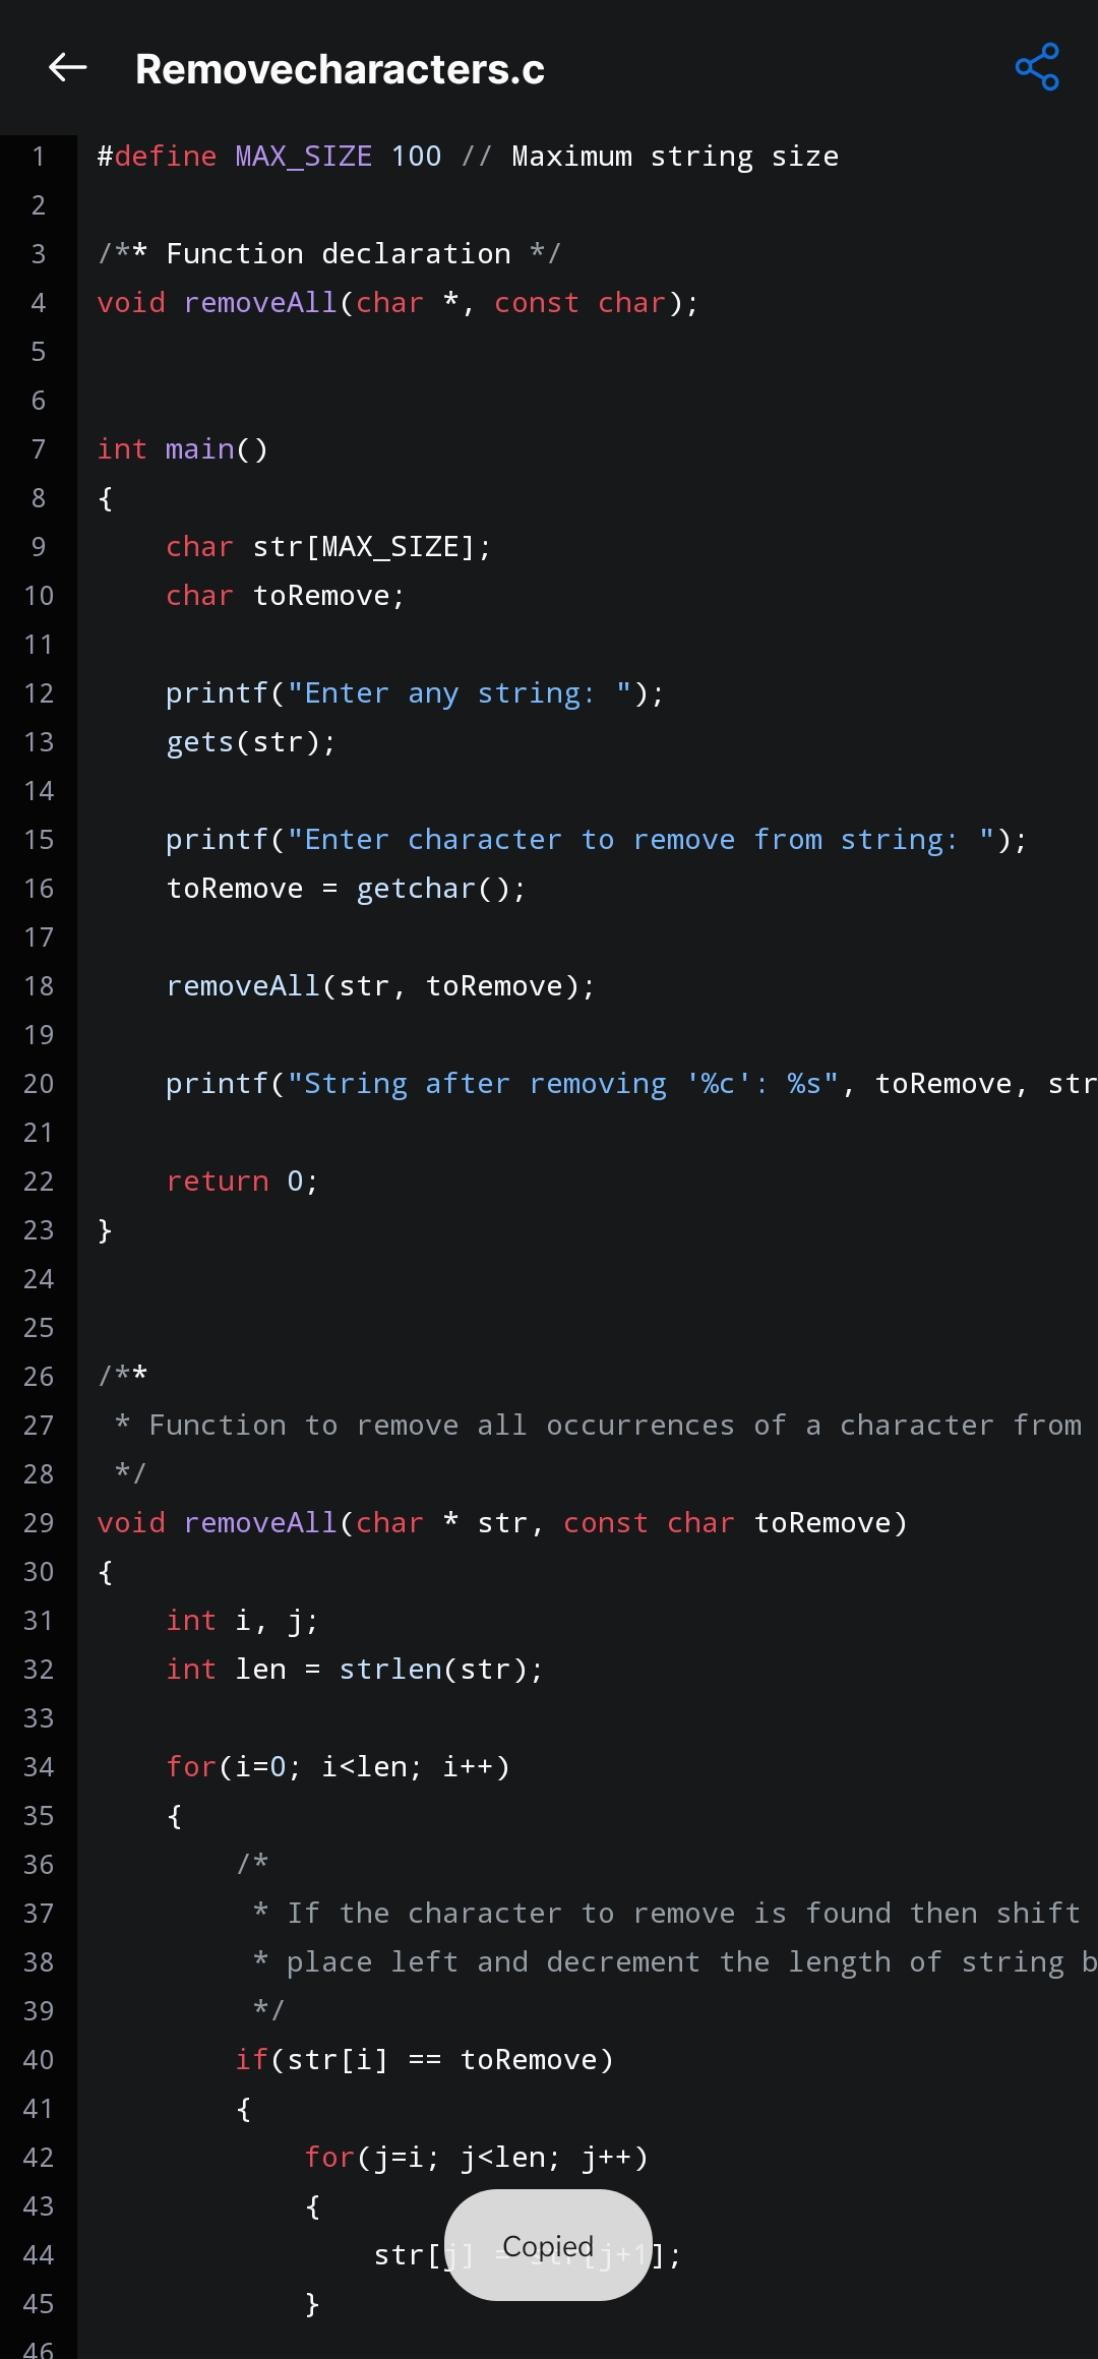 Removecharacters.c
1 #define MAX_SIZE 100 // Maximum string size
2
3 /** Function declaration */
4 void removeAll(char *, const char);
5
6
7 int main()
8 {
9     char str[MAX_SIZE];
10     char toRemove;
11
12     printf("Enter any string: ");
13     gets(str);
14
15     printf("Enter character to remove from string: ");
16     toRemove = getchar();
17
18     removeAll(str, toRemove);
19
20     printf("String after removing '%c': %s", toRemove, str
21
22     return 0;
23 }
24
25
26 /**
27  * Function to remove all occurrences of a character from
28  */
29 void removeAll(char * str, const char toRemove)
30 {
31     int i, j;
32     int len = strlen(str);
33
34     for(i=0; i<len; i++)
35     {
36         /*
37          * If the character to remove is found then shift
38          * place left and decrement the length of string b
39          */
40         if(str[i] == toRemove)
41         {
42             for(j=i; j<len; j++)
43             {
44                 str[j] = str[j+1];
Copied
45             }
46